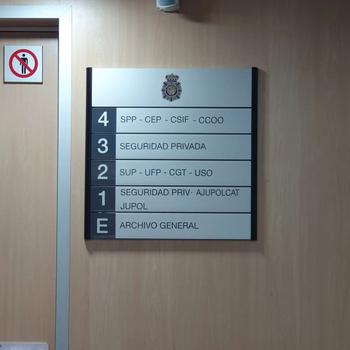 4 SPP - CEP - CSIF - CCOO
3 SEGURIDAD PRIVADA
2 SUP - UFP - CGT - USO
1 SEGURIDAD PRIV· AJUPOLCAT
JUPOL
E ARCHIVO GENERAL